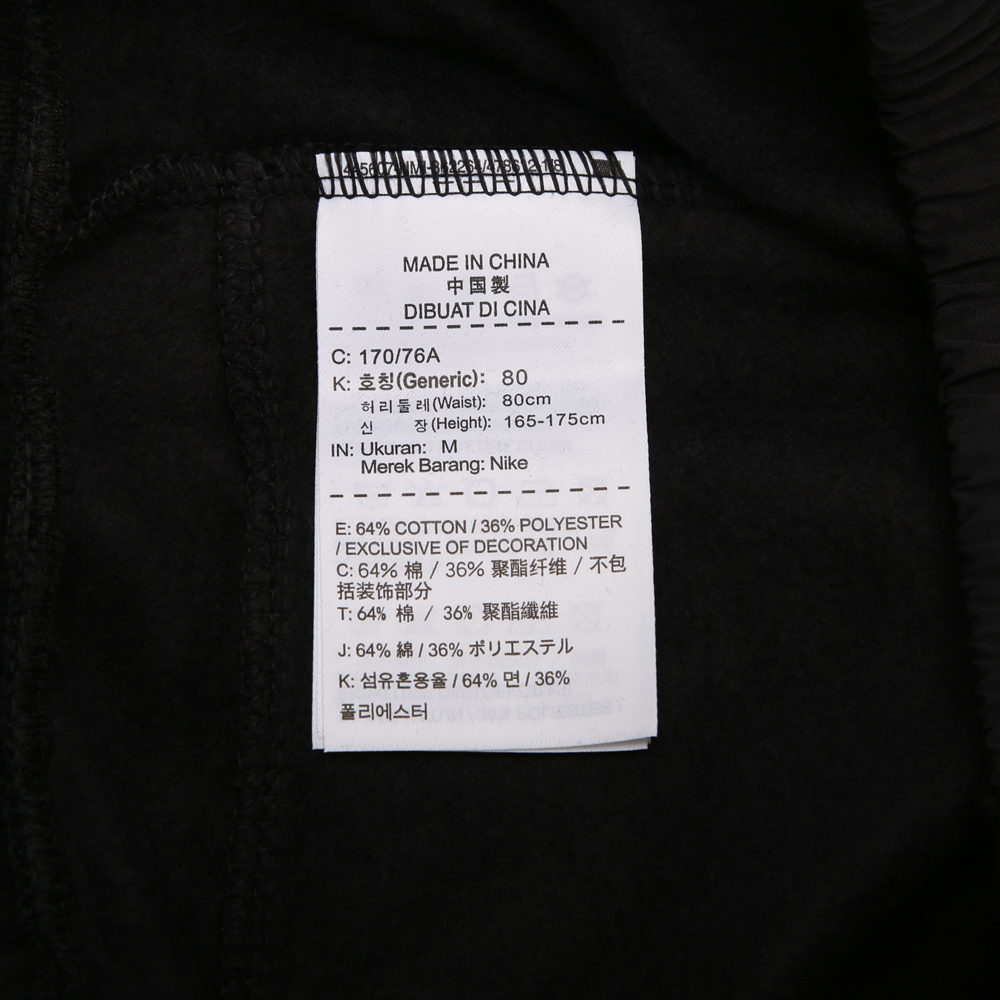 MADE IN CHINA
中国製
DIBUAT DI CINA
C: 170/76A
K: 호칭(Generic): 80
허리둘레(Waist): 80cm
신 장(Height): 165-175cm
IN: Ukuran: M
Merek Barang: Nike
E: 64% COTTON / 36% POLYESTER
/ EXCLUSIVE OF DECORATION
C: 64% 棉 / 36% 聚酯纤维 / 不包
括装饰部分
T: 64% 棉 / 36% 聚酯纖維
J: 64% 綿 / 36% ポリエステル
K: 섬유혼용율 / 64% 면 / 36%
폴리에스터